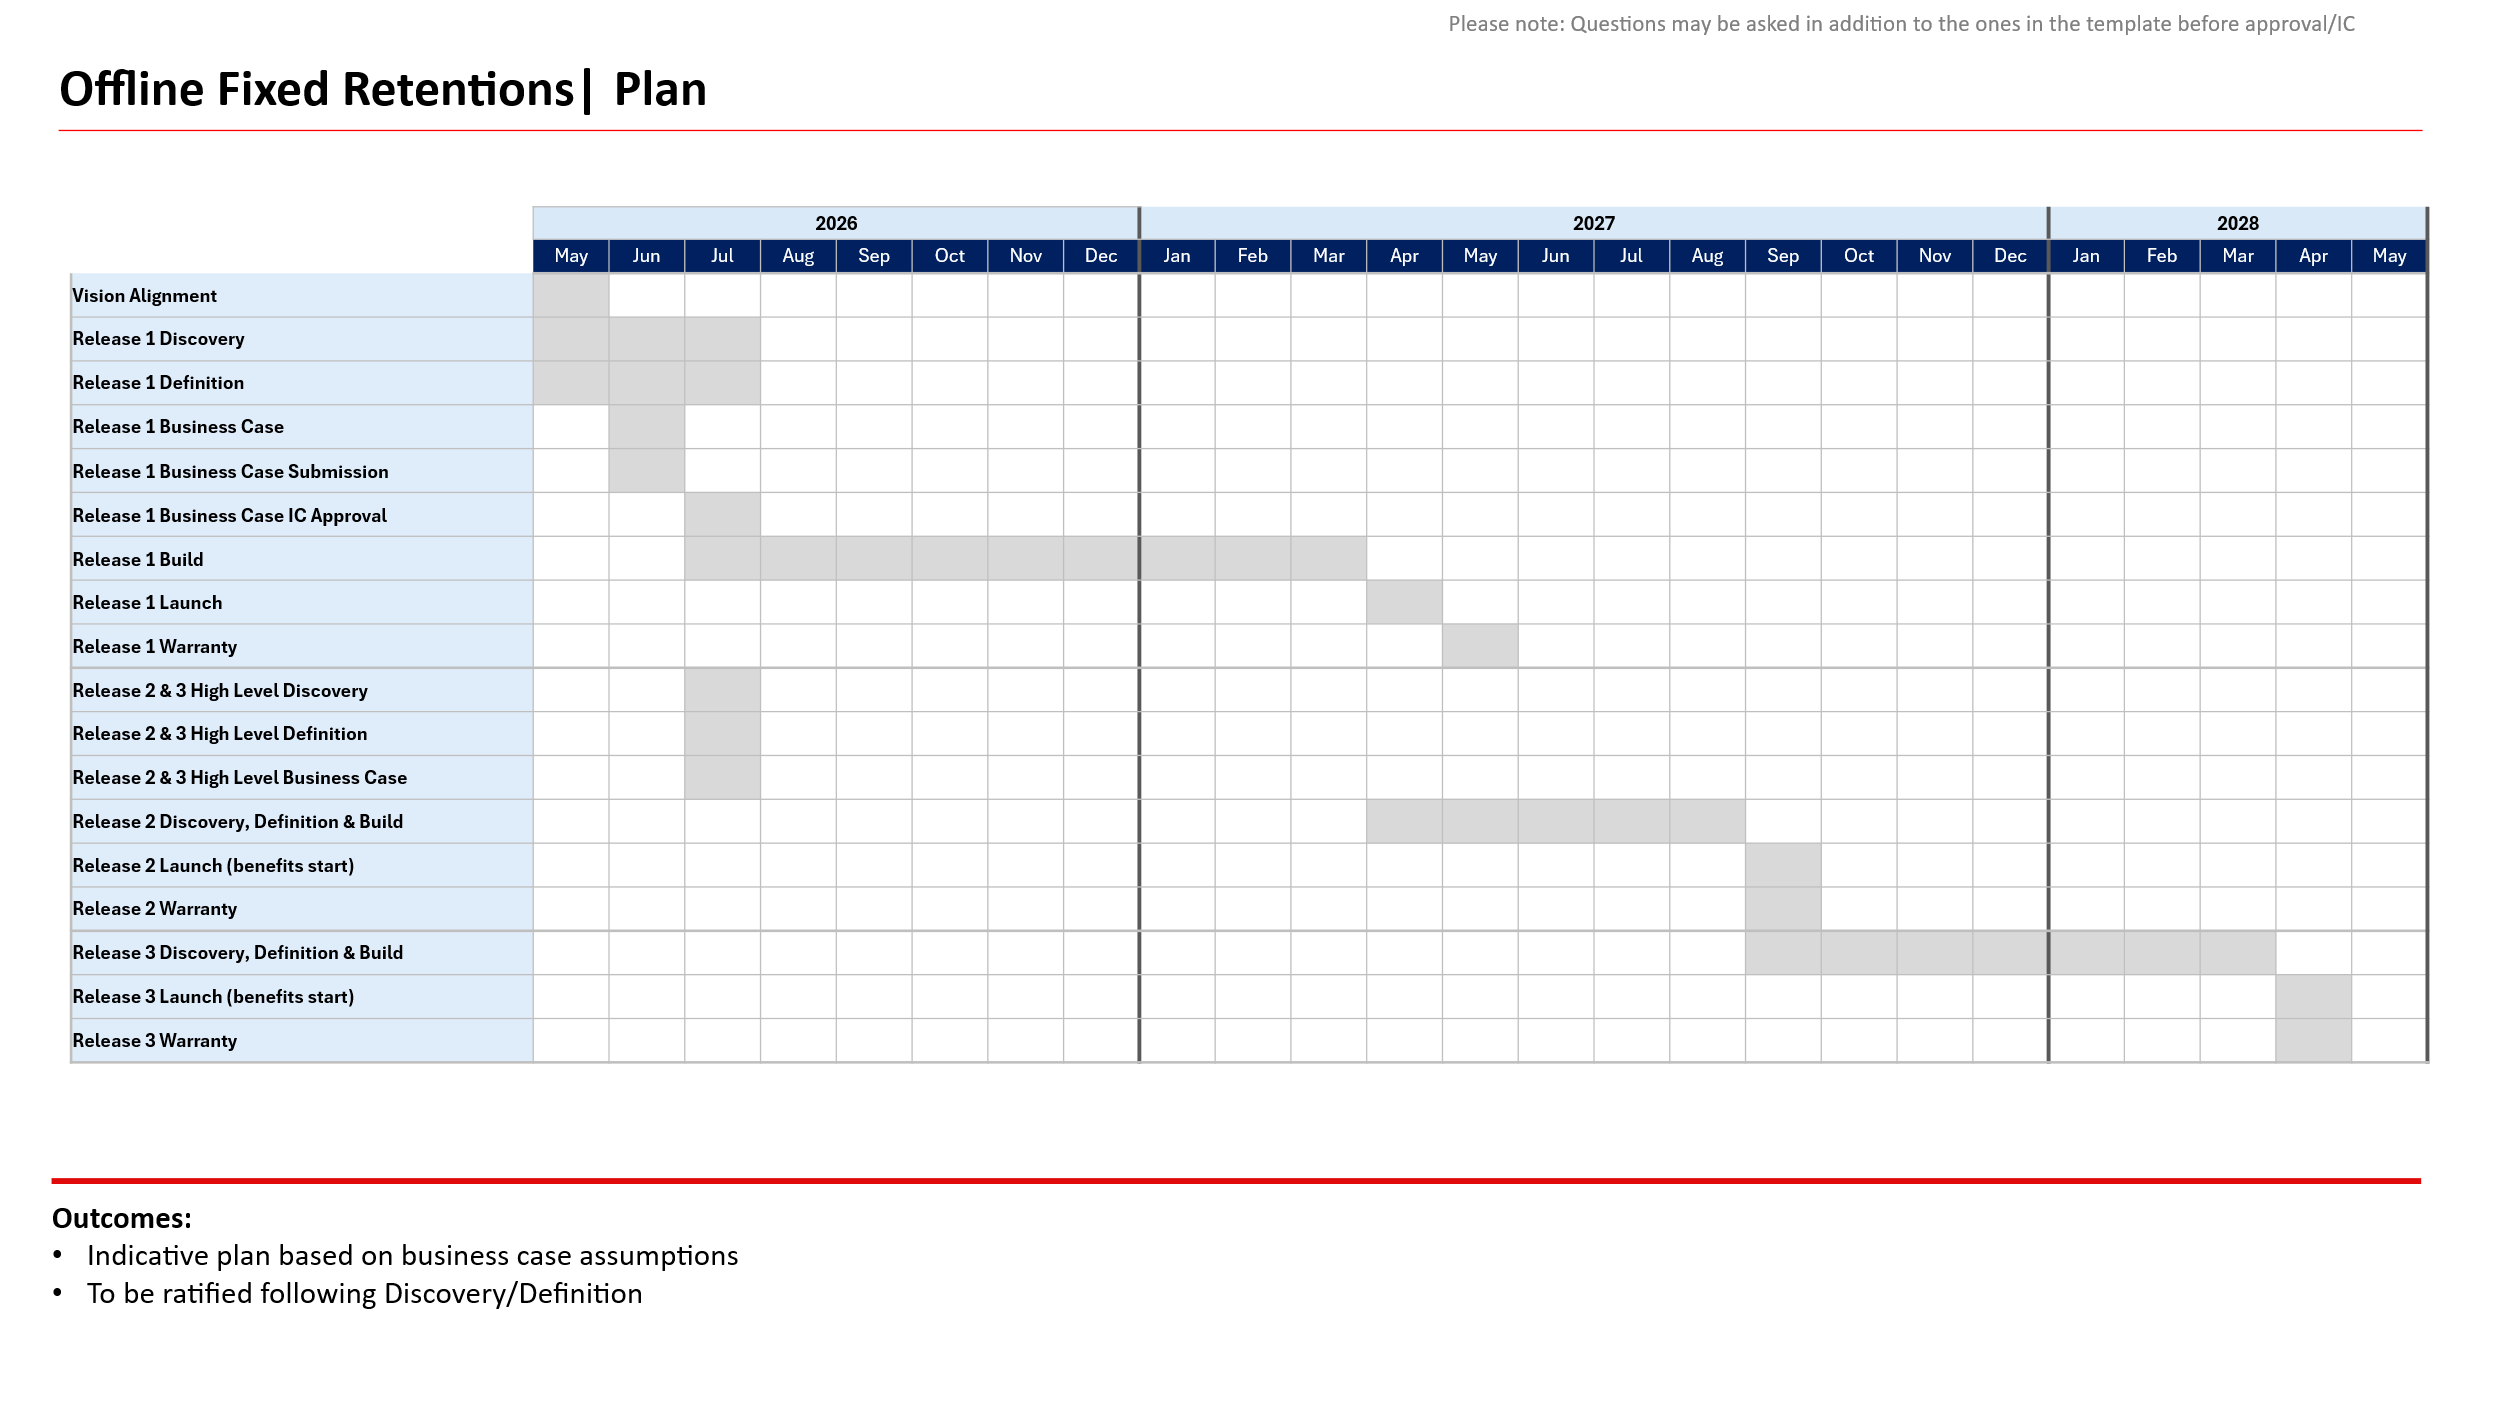 Please note: Questions may be asked in addition to the ones in the template before approval/IC
Offline Fixed Retentions| Plan
2026 2027 2028
May Jun Jul Aug Sep Oct Nov Dec Jan Feb Mar Apr May Jun Jul Aug Sep Oct Nov Dec Jan Feb Mar Apr May
Vision Alignment
Release 1 Discovery
Release 1 Definition
Release 1 Business Case
Release 1 Business Case Submission
Release 1 Business Case IC Approval
Release 1 Build
Release 1 Launch
Release 1 Warranty
Release 2 & 3 High Level Discovery
Release 2 & 3 High Level Definition
Release 2 & 3 High Level Business Case
Release 2 Discovery, Definition & Build
Release 2 Launch (benefits start)
Release 2 Warranty
Release 3 Discovery, Definition & Build
Release 3 Launch (benefits start)
Release 3 Warranty
Outcomes:
• Indicative plan based on business case assumptions
• To be ratified following Discovery/Definition